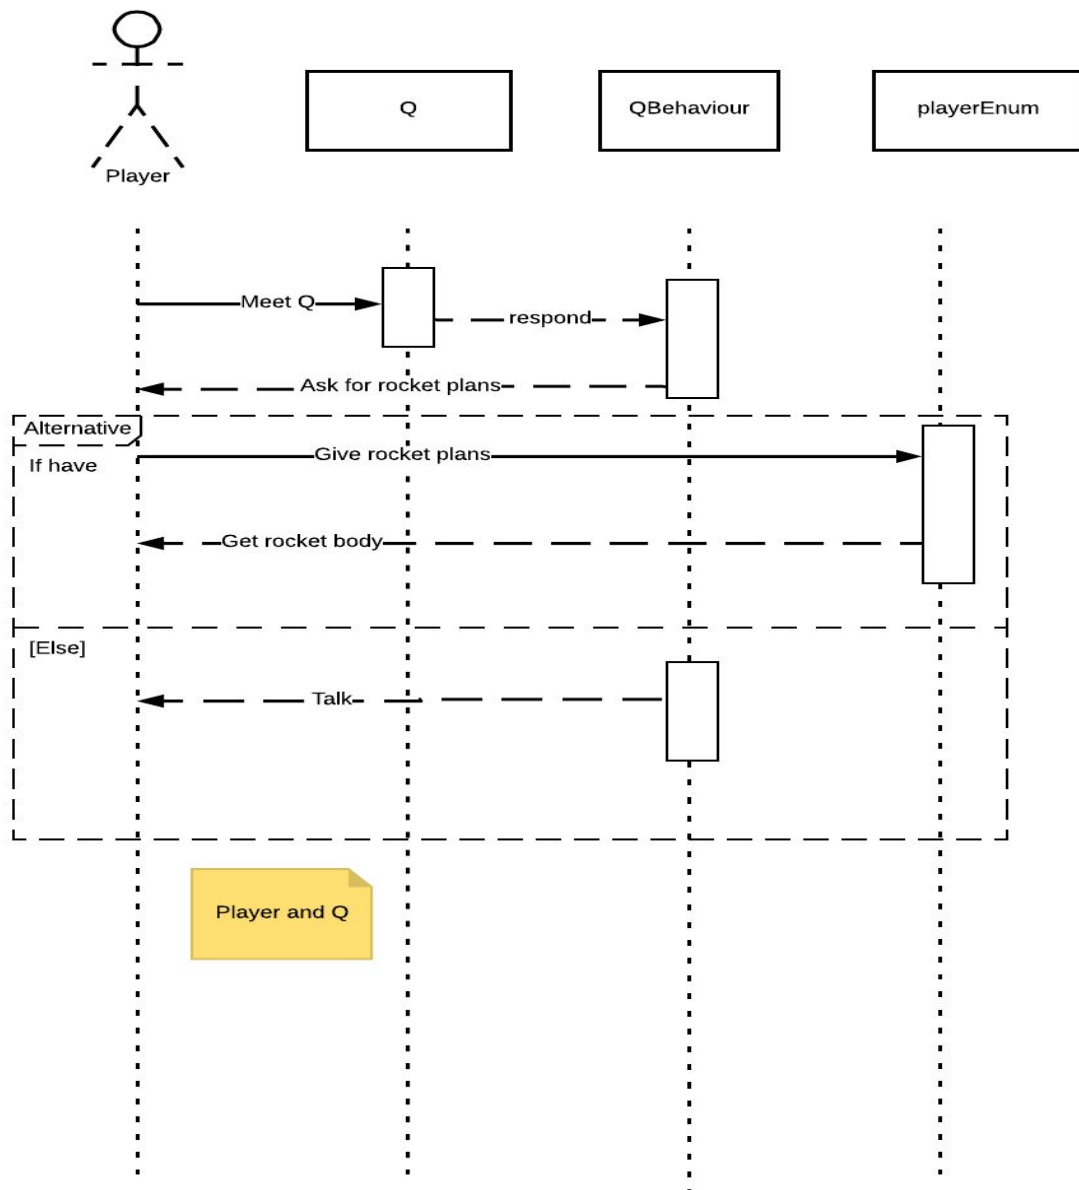 Player
Q
QBehaviour
playerEnum
Meet Q
respond
Ask for rocket plans
Alternative
If have
Give rocket plans
Get rocket body
[Else]
Talk
Player and Q